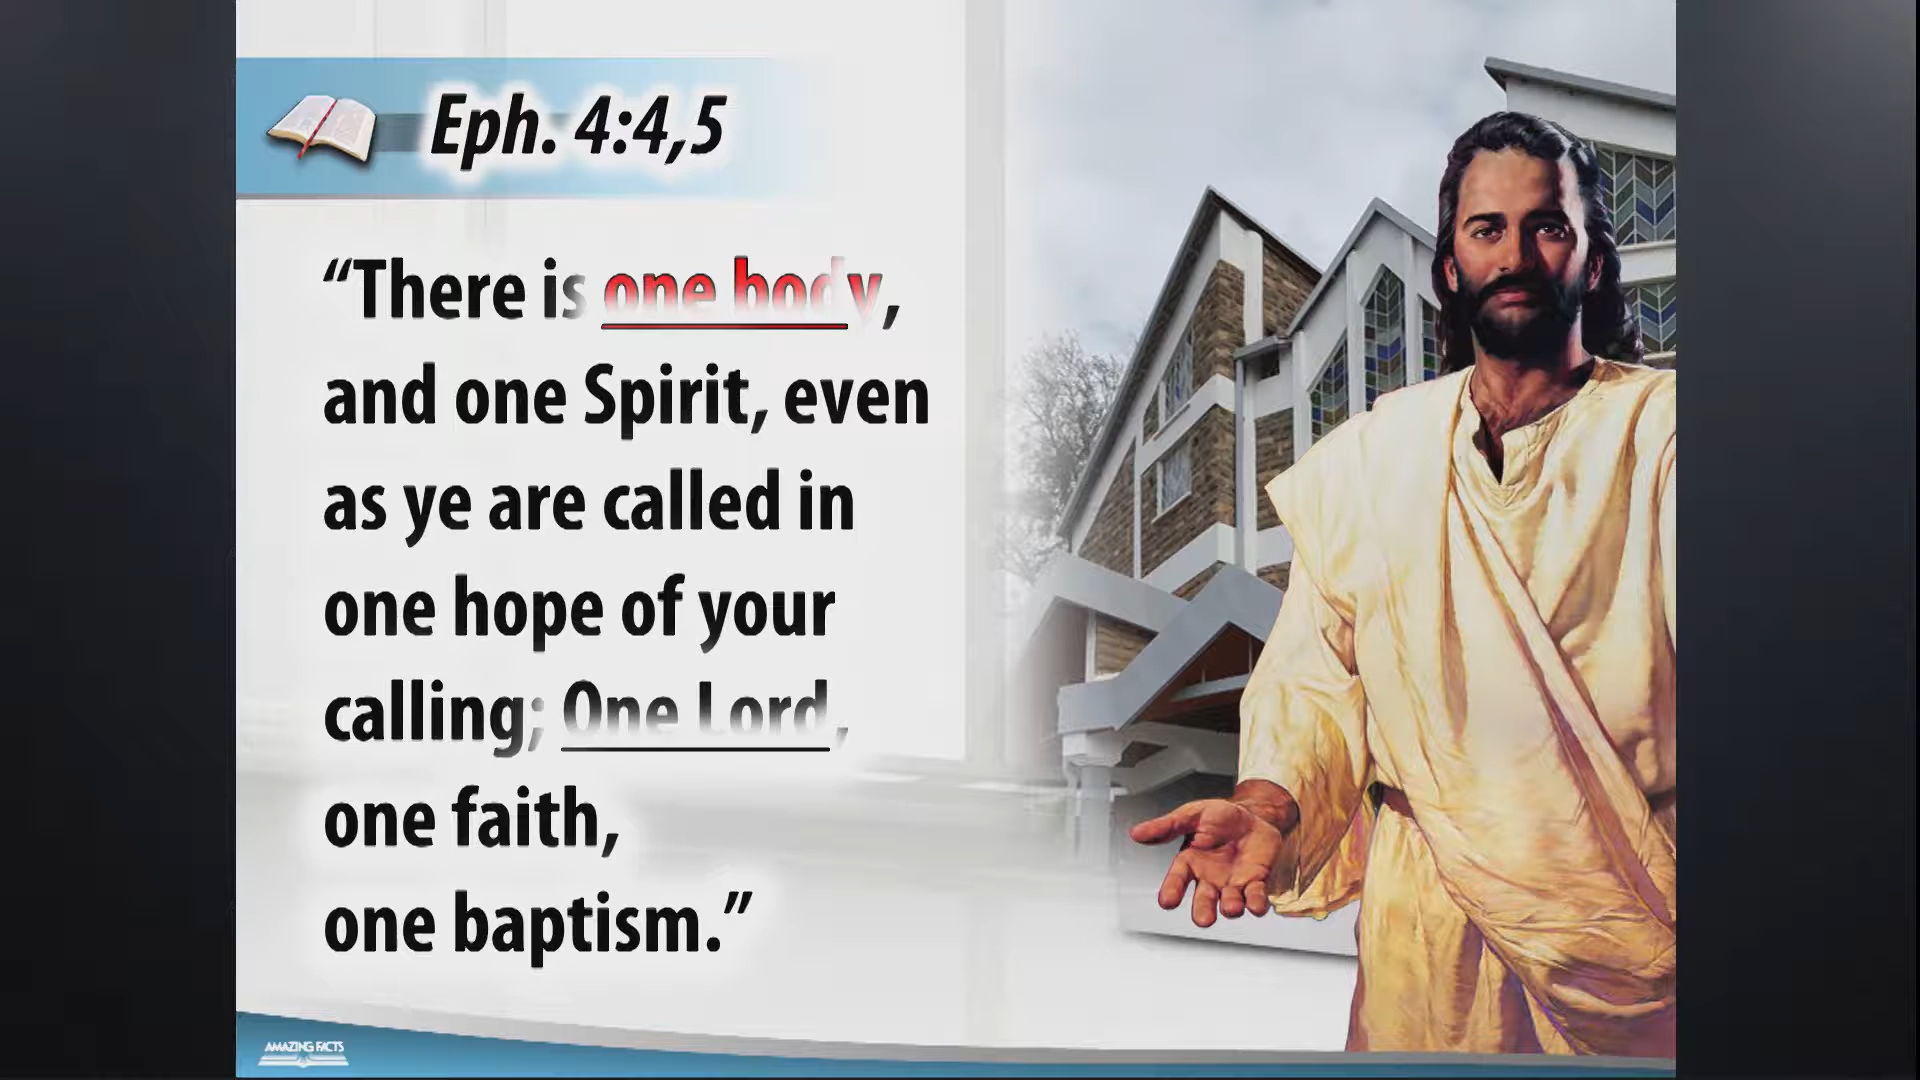 Eph. 4:4,5
“There is one body,
and one Spirit, even
as ye are called in
one hope of your
calling; One Lord,
one faith,
one baptism.”
AMAZING FACTS